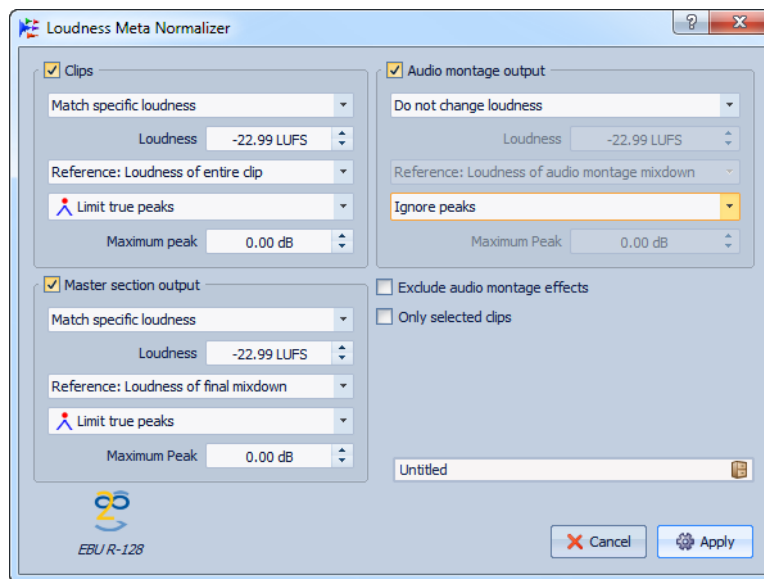 Loudness Meta Normalizer
Clips
Match specific loudness
Loudness -22.99 LUFS
Reference: Loudness of entire clip
Limit true peaks
Maximum peak 0.00 dB
Audio montage output
Do not change loudness
Loudness -22.99 LUFS
Reference: Loudness of audio montage mixdown
Ignore peaks
Maximum Peak 0.00 dB
Master section output
Match specific loudness
Loudness -22.99 LUFS
Reference: Loudness of final mixdown
Limit true peaks
Maximum Peak 0.00 dB
Exclude audio montage effects
Only selected clips
Untitled
EBU R-128
Cancel
Apply